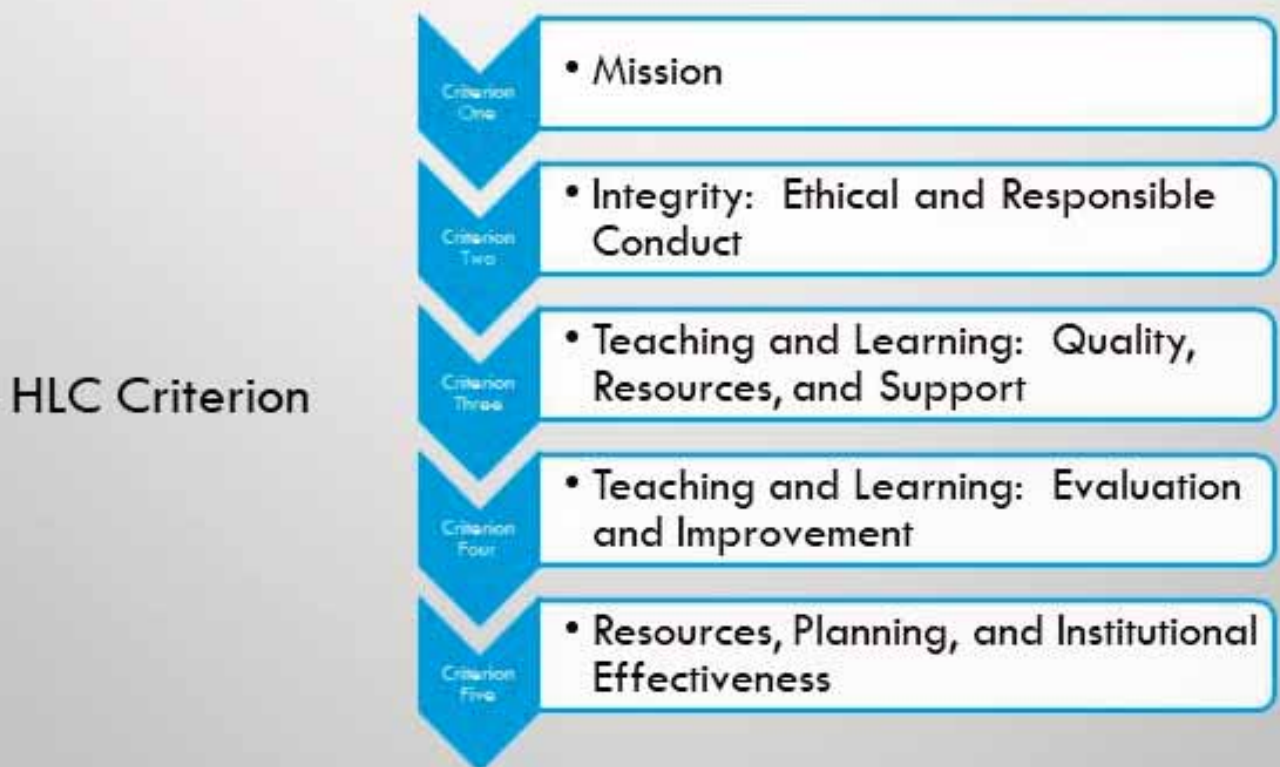 HLC Criterion
Criterion
One
• Mission
Criterion
Two
• Integrity: Ethical and Responsible
Conduct
Criterion
Three
• Teaching and Learning: Quality,
Resources, and Support
Criterion
Four
• Teaching and Learning: Evaluation
and Improvement
Criterion
Five
• Resources, Planning, and Institutional
Effectiveness